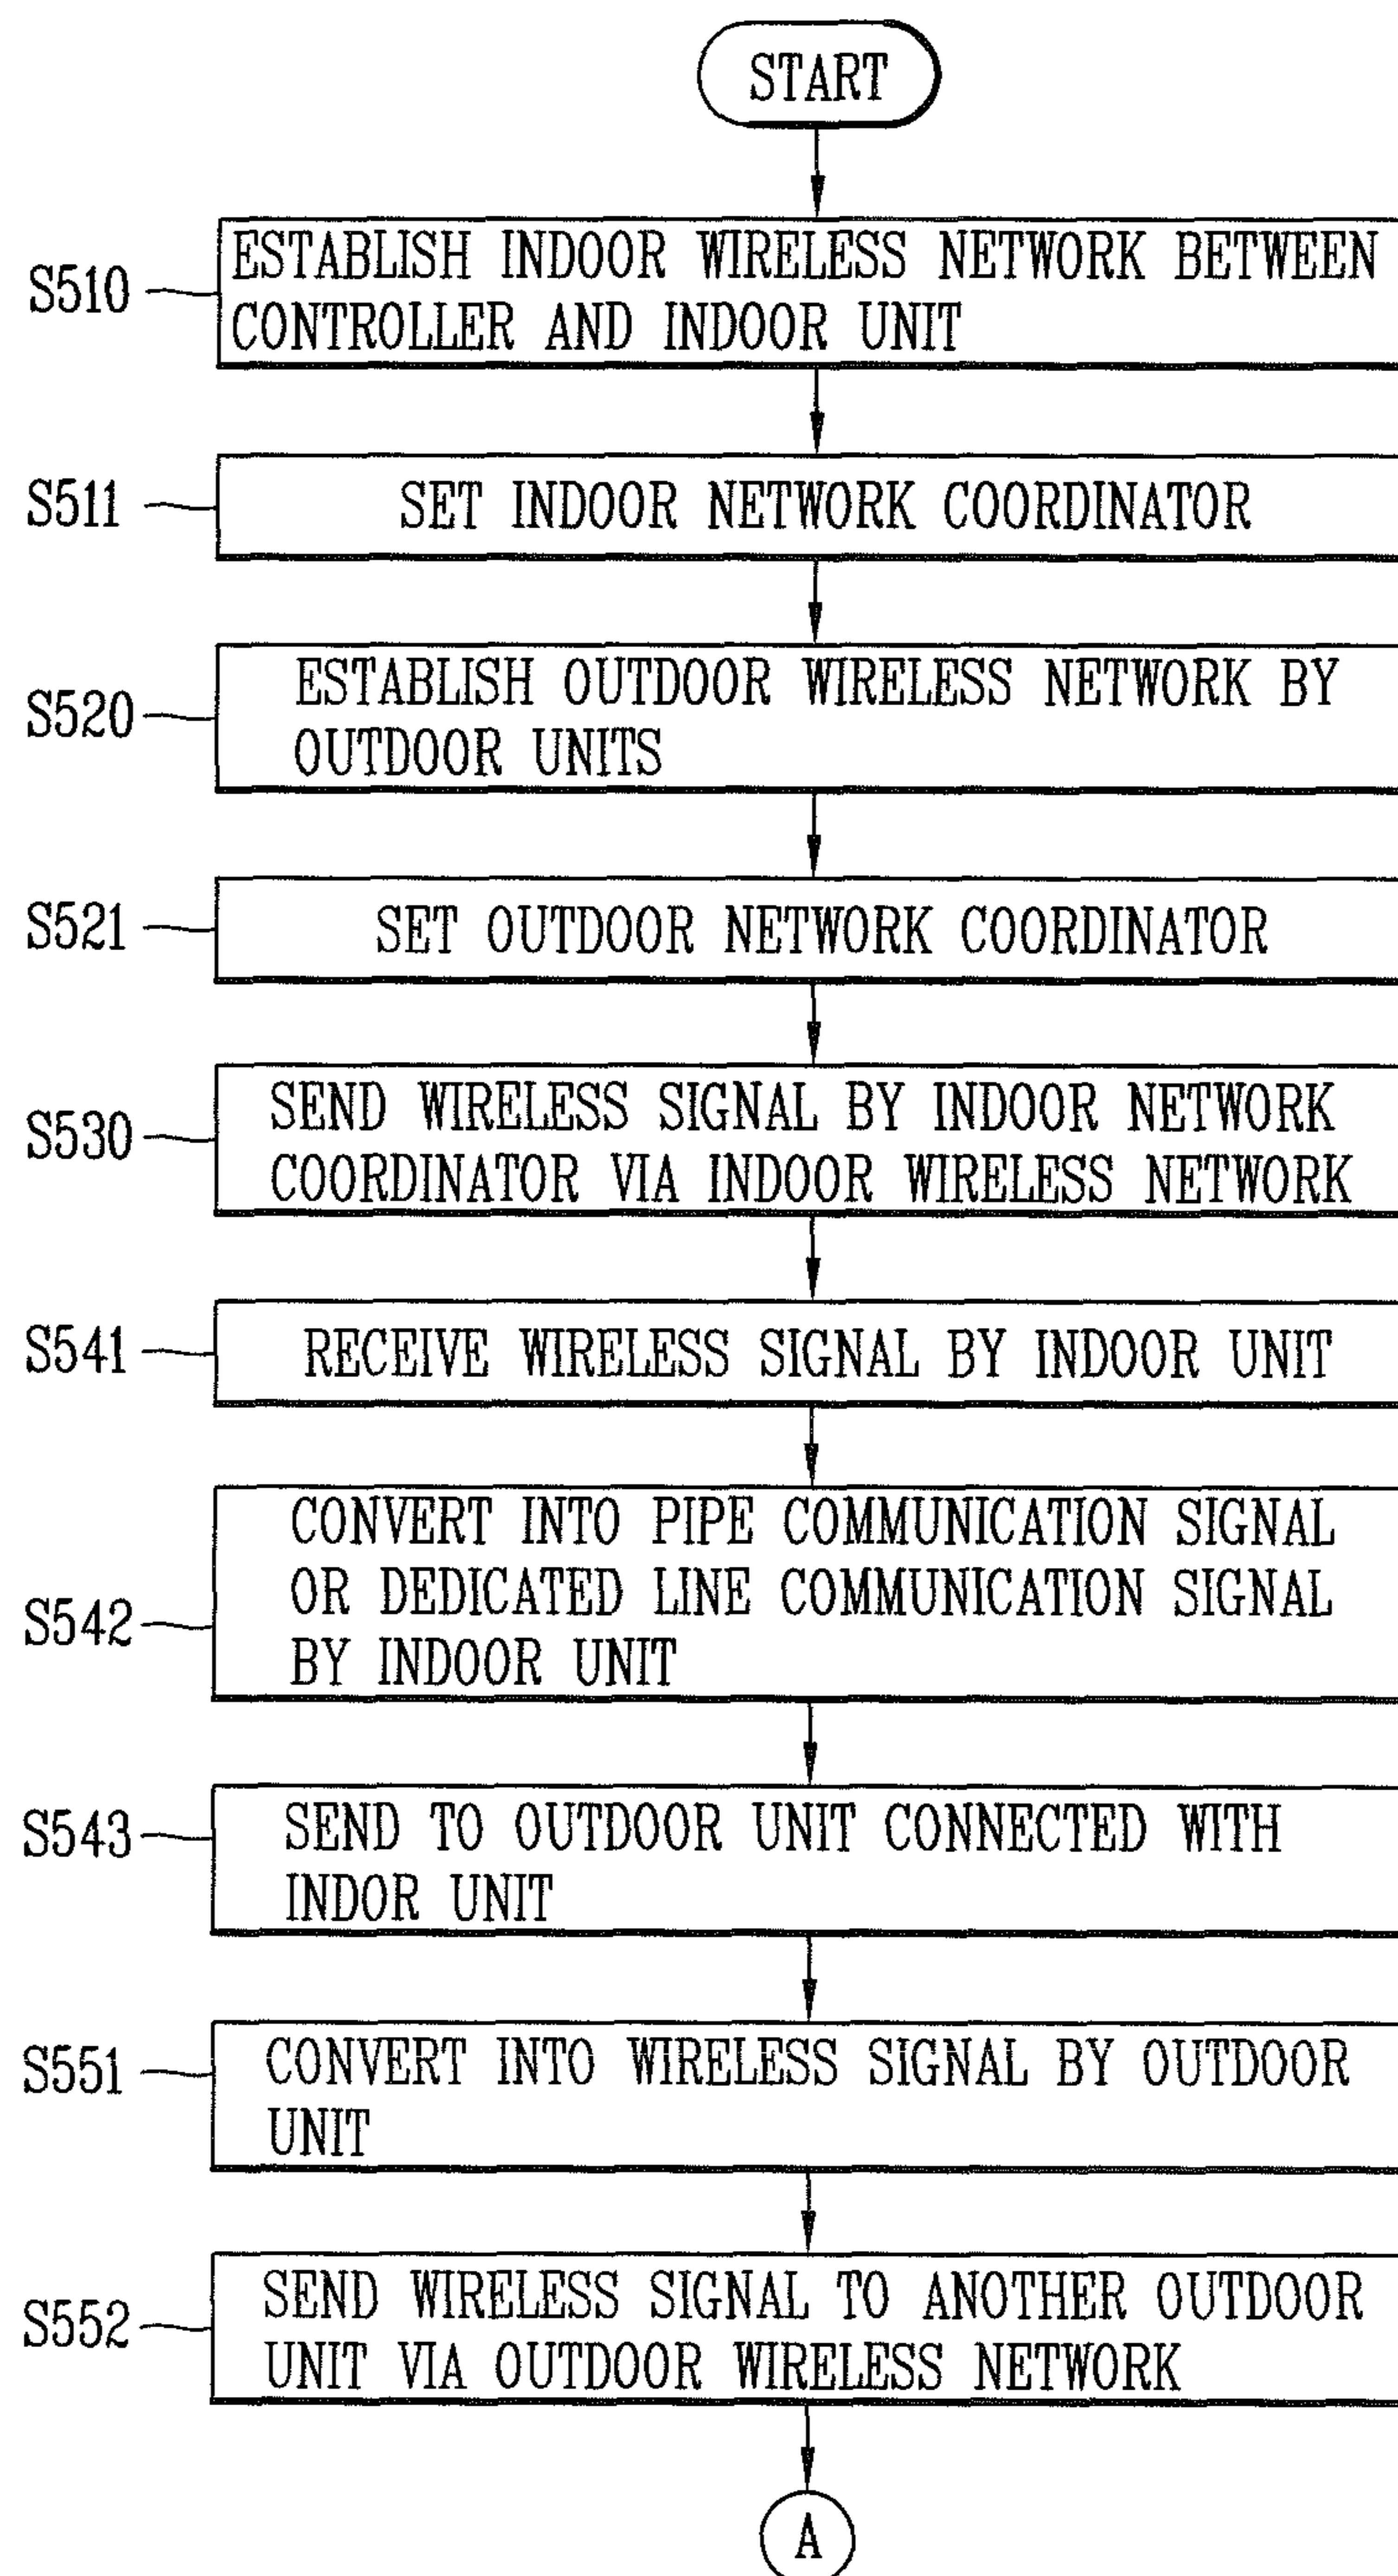 START
S510
ESTABLISH INDOOR WIRELESS NETWORK BETWEEN
CONTROLLER AND INDOOR UNIT
S511
SET INDOOR NETWORK COORDINATOR
S520
ESTABLISH OUTDOOR WIRELESS NETWORK BY
OUTDOOR UNITS
S521
SET OUTDOOR NETWORK COORDINATOR
S530
SEND WIRELESS SIGNAL BY INDOOR NETWORK
COORDINATOR VIA INDOOR WIRELESS NETWORK
S541
RECEIVE WIRELESS SIGNAL BY INDOOR UNIT
S542
CONVERT INTO PIPE COMMUNICATION SIGNAL
OR DEDICATED LINE COMMUNICATION SIGNAL
BY INDOOR UNIT
S543
SEND TO OUTDOOR UNIT CONNECTED WITH
INDOR UNIT
S551
CONVERT INTO WIRELESS SIGNAL BY OUTDOOR
UNIT
S552
SEND WIRELESS SIGNAL TO ANOTHER OUTDOOR
UNIT VIA OUTDOOR WIRELESS NETWORK
A